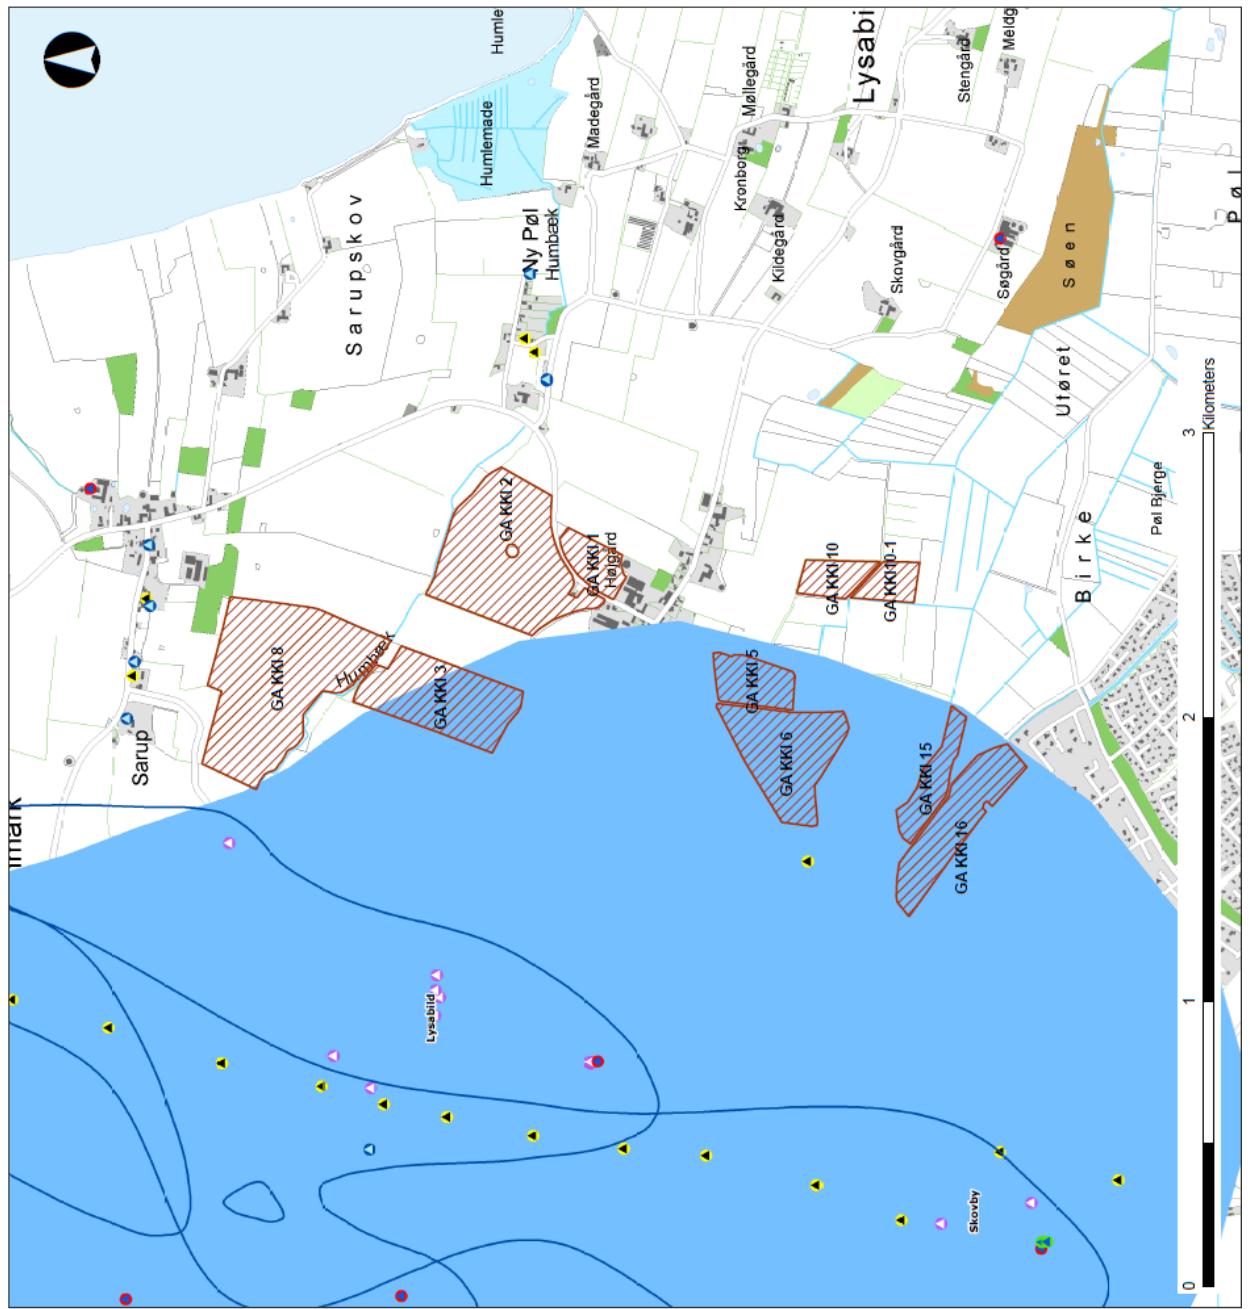 Humle
Meldg
Stengård
Lysabi
Møllegård
Madegård
Humlemade
Kronborg
Sarupskov
Pøl
Ny Pøl
Humbæk
Kildegård
Skovgård
Søgård
Søen
Utøret
Kilometers
3
Pøl Bjerge
GA KKI 2
GA KKI 1
Højgård
GA KKI 10
GA KKI10-1
Birke
Humbæk
GA KKI 8
GA KKI 3
GA KKI 5
GA KKI 6
Sarup
2
GA KKI 15
GA KKI 16
mark
Lysabild
1
Skovby
0